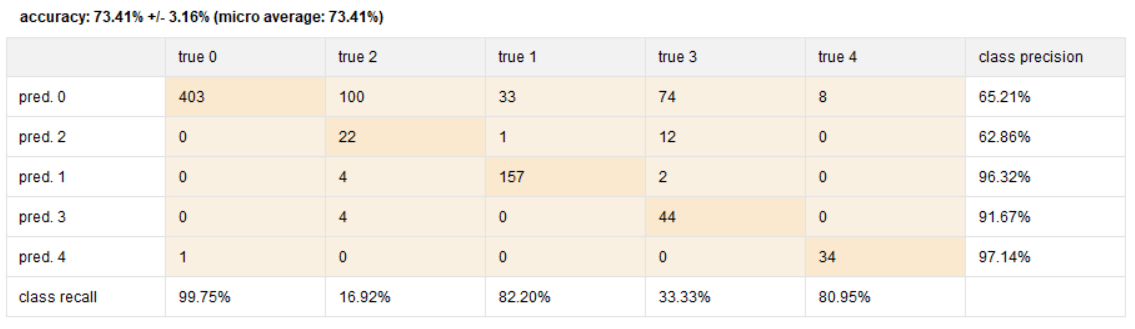 accuracy: 73.41% +/- 3.16% (micro average: 73.41%)
true 0 true 2 true 1 true 3 true 4 class precision
pred. 0 403 100 33 74 8 65.21%
pred. 2 0 22 1 12 0 62.86%
pred. 1 0 4 157 2 0 96.32%
pred. 3 0 4 0 44 0 91.67%
pred. 4 1 0 0 0 34 97.14%
class recall 99.75% 16.92% 82.20% 33.33% 80.95%